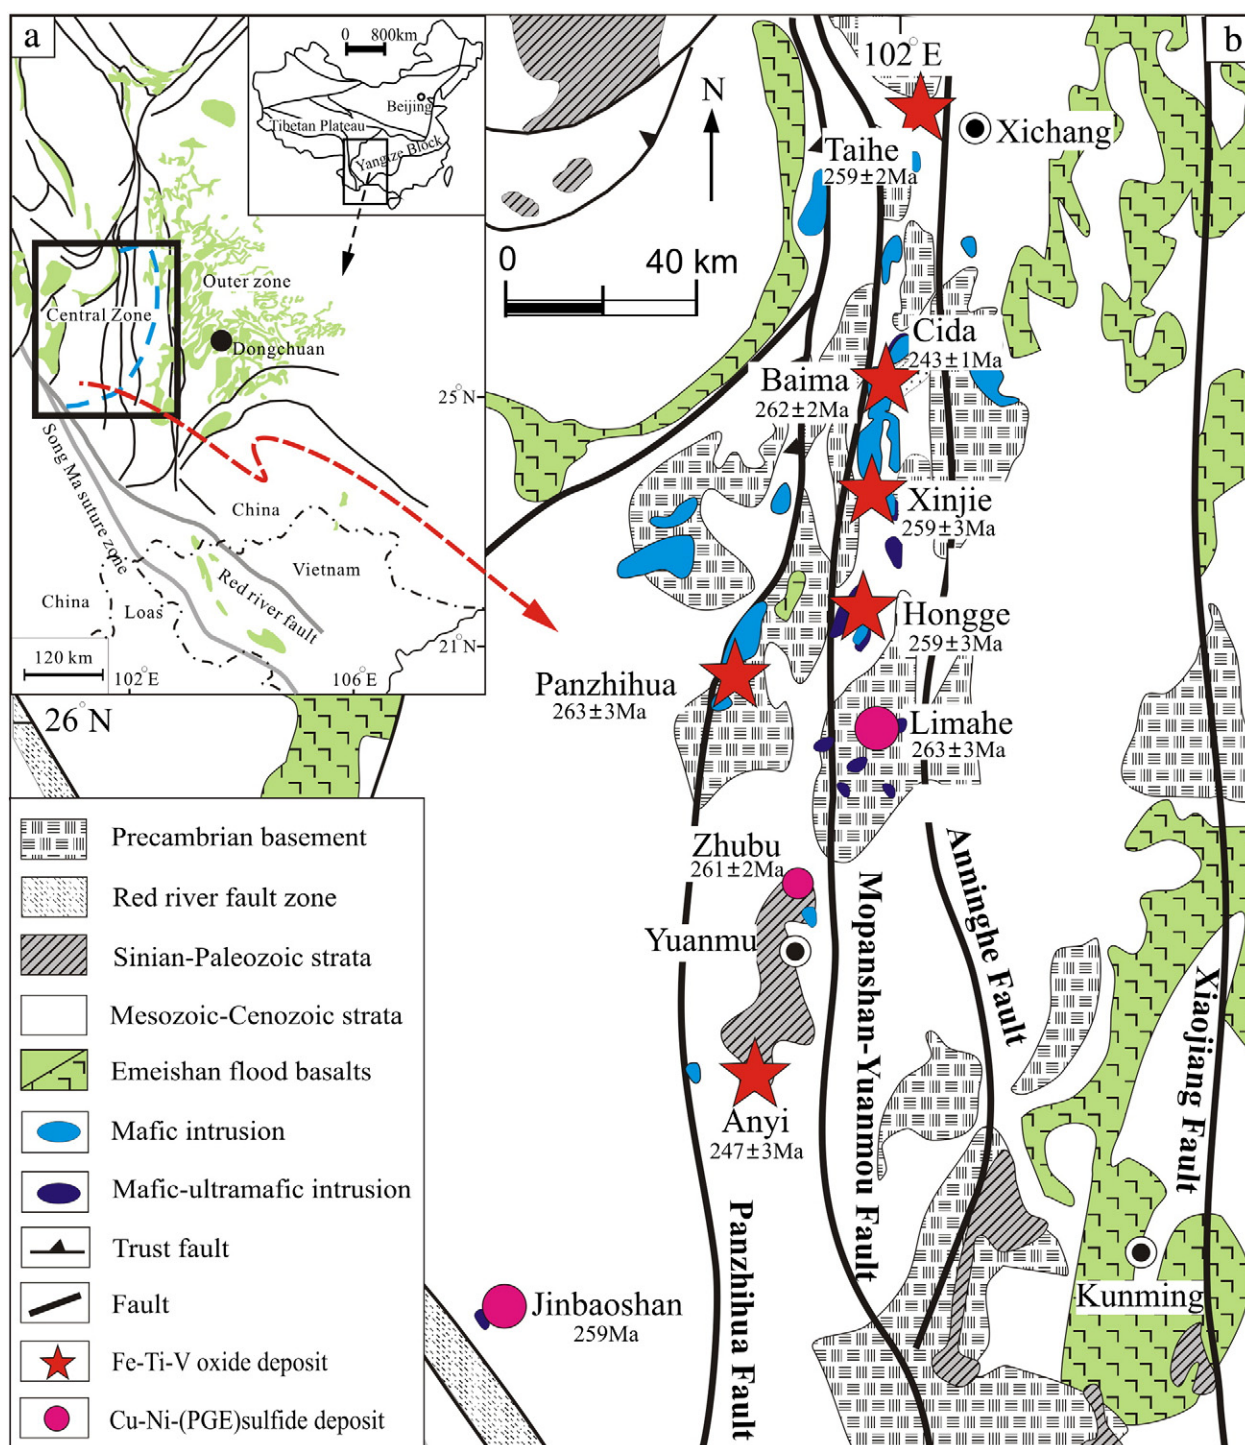 a
0 800km
Beijing
Tibetan Plateau
Yangize Block
Outer zone
Central Zone
Dongchuan
Song Ma suture zone
China
Vietnam
Red river fault
China
Loas
120 km
102°E
106°E
25°N
21°N
b
102°E
N
Xichang
Taihe
259±2Ma
0 40 km
Cida
243±1Ma
Baima
262±2Ma
Xinjie
259±3Ma
Hongge
259±3Ma
Panzhihua
263±3Ma
Limahe
263±3Ma
26°N
Zhubu
261±2Ma
Yuanmu
Anyi
247±3Ma
Jinbaoshan
259Ma
Kunming
Panzhihua Fault
Mopanshan-Yuanmou Fault
Anninghe Fault
Xiaojiang Fault
Precambrian basement
Red river fault zone
Sinian-Paleozoic strata
Mesozoic-Cenozoic strata
Emeishan flood basalts
Mafic intrusion
Mafic-ultramafic intrusion
Trust fault
Fault
Fe-Ti-V oxide deposit
Cu-Ni-(PGE)sulfide deposit